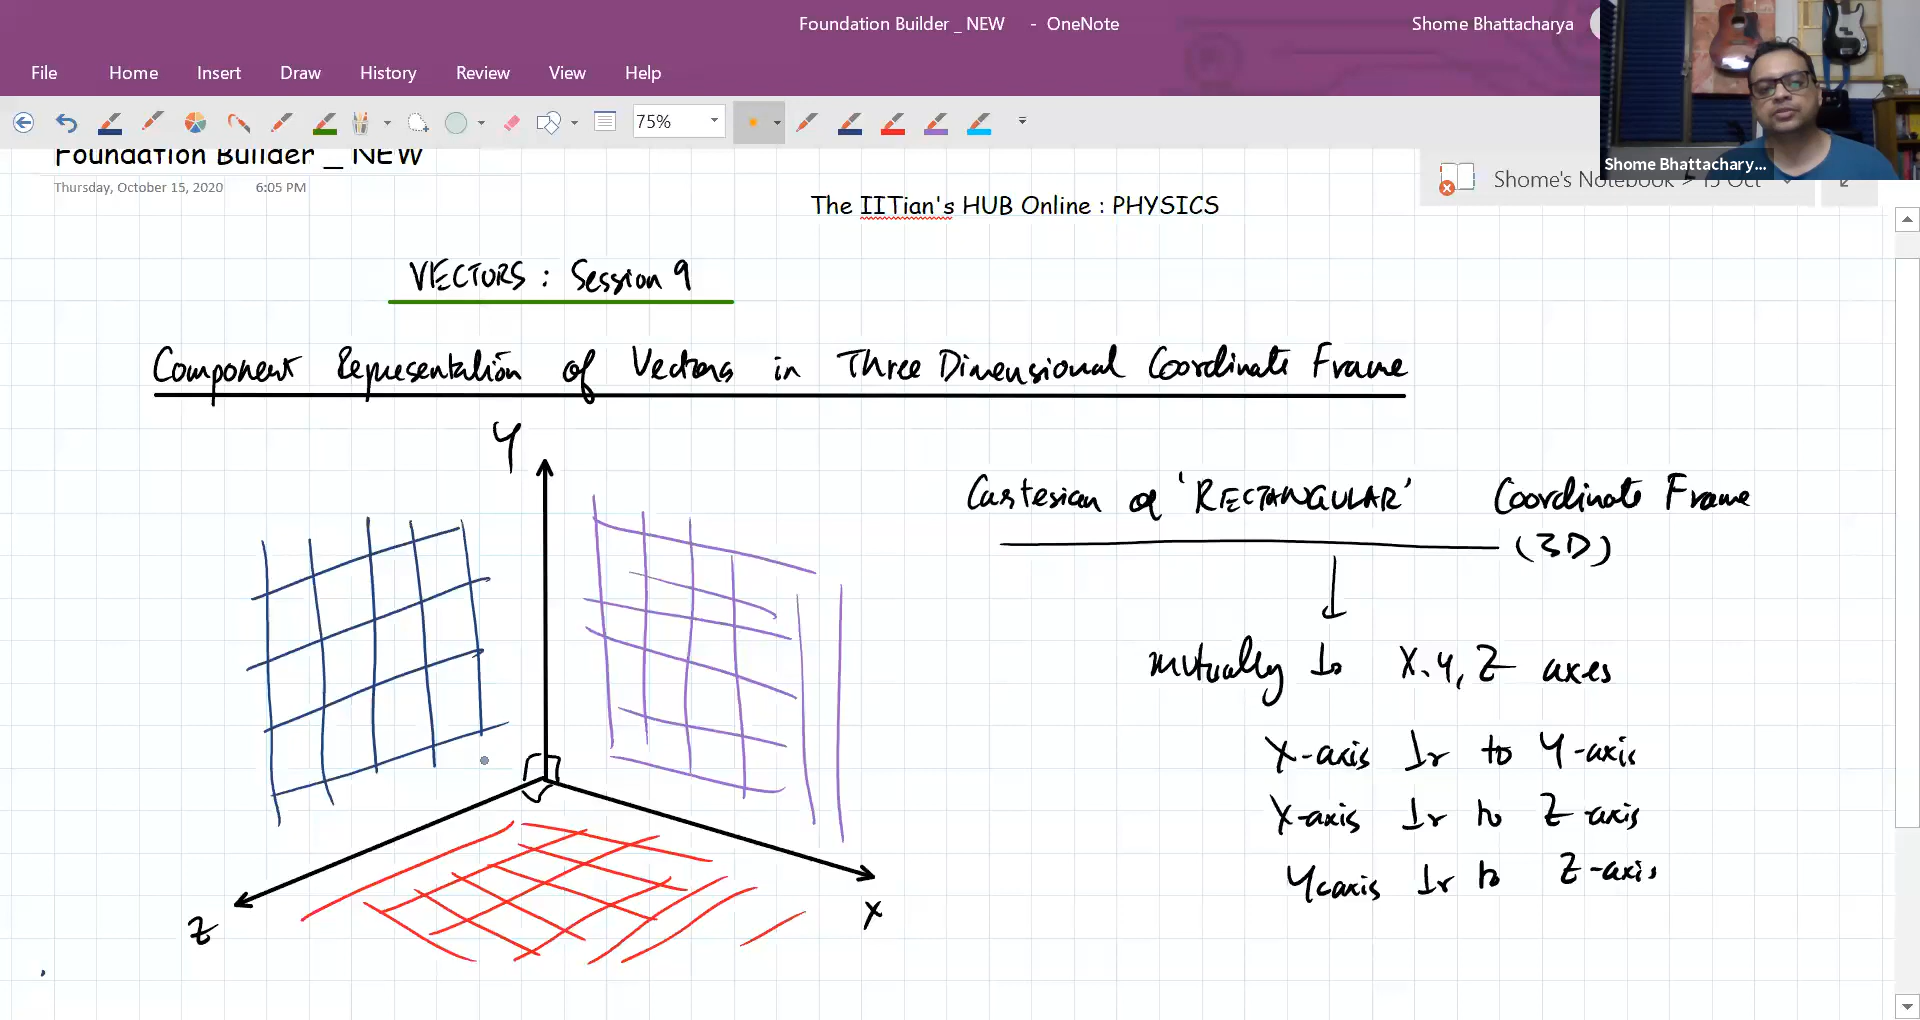 Foundation Builder _ NEW - OneNote
Shome Bhattacharya
File Home Insert Draw History Review View Help
75%
Shome Bhattachary...
Foundation Builder _ NEW
Thursday, October 15, 2020 6:05 PM
Shome's Notebook > 15 Oct
The IITian's HUB Online : PHYSICS
VECTORS : Session 9
Component Representation of Vectors in Three Dimensional Coordinate Frame
Y
Z
X
Cartesian or 'RECTANGULAR' Coordinate Frame
(3D)
mutually ⊥r X, Y, Z axes
X-axis ⊥r to Y-axis
X-axis ⊥r to Z-axis
Y-axis ⊥r to Z-axis